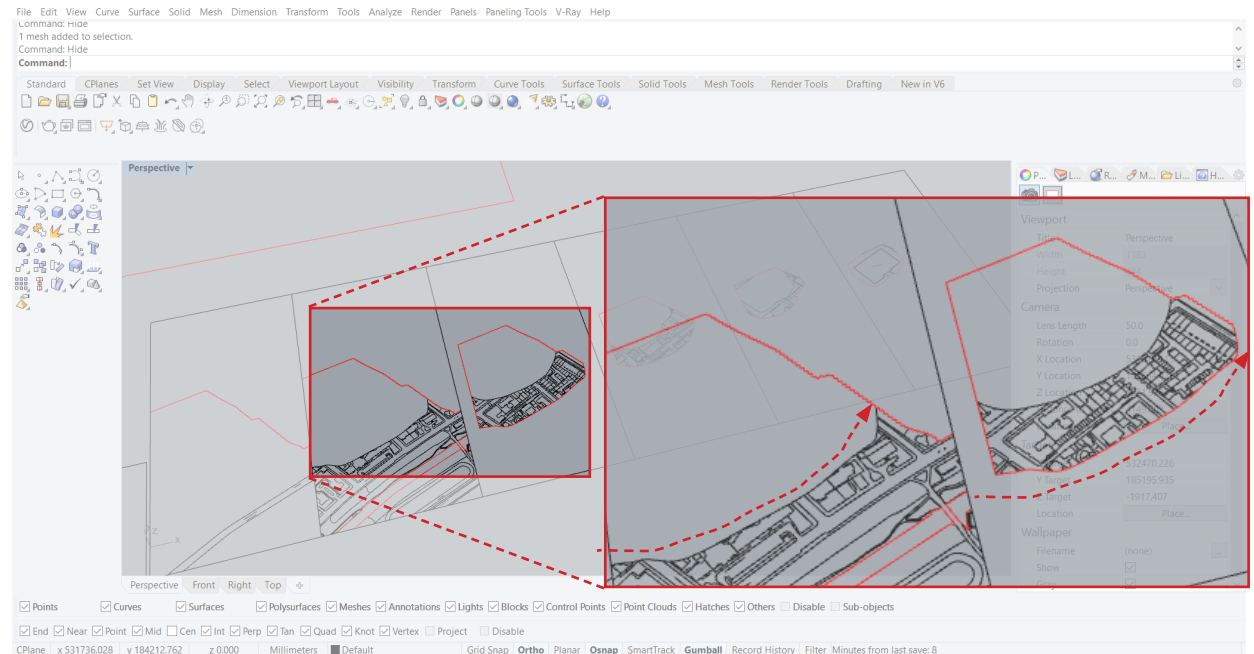 File Edit View Curve Surface Solid Mesh Dimension Transform Tools Analyze Render Panels Paneling Tools V-Ray Help
Command: Hide
1 mesh added to selection.
Command: Hide
Command:
Standard CPlanes Set View Display Select Viewport Layout Visibility Transform Curve Tools Surface Tools Solid Tools Mesh Tools Render Tools Drafting New in V6
Perspective
P... L... R... M... Li... H...
Viewport
Title Perspective
Width 1183
Height
Projection Perspective
Camera
Lens Length 50.0
Rotation 0.0
X Location
Y Location
Z Location
Place...
532470.226
Y Target 185195.935
Z Target -1917.407
Location Place...
Wallpaper
Filename (none)
Show
Gray
z
x
Perspective Front Right Top
Points Curves Surfaces Polysurfaces Meshes Annotations Lights Blocks Control Points Point Clouds Hatches Others Disable Sub-objects
End Near Point Mid Cen Int Perp Tan Quad Knot Vertex Project Disable
CPlane x 531736.028 y 184212.762 z 0.000 Millimeters Default Grid Snap Ortho Planar Osnap SmartTrack Gumball Record History Filter Minutes from last save: 8